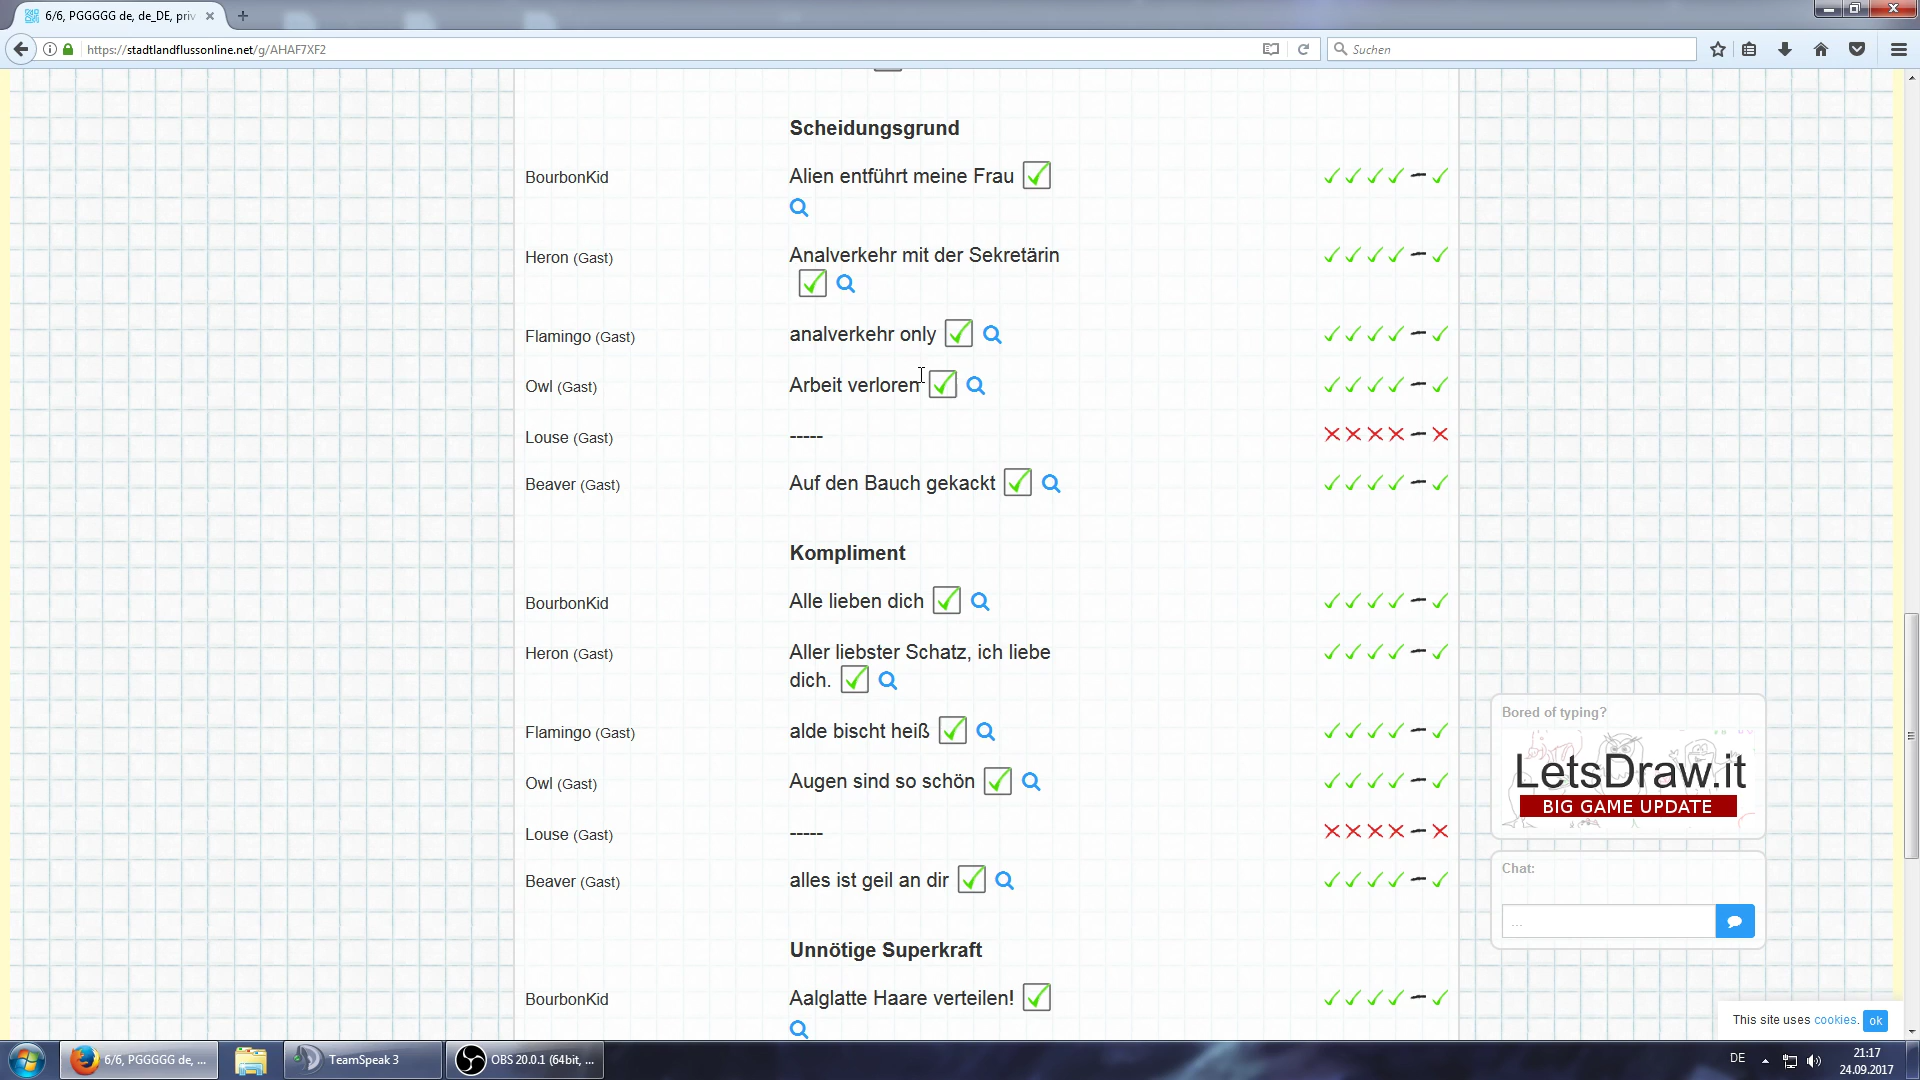 6/6, PGGGGG de, de_DE, priv
https://stadtlandflussonline.net/g/AHAF7XF2
Suchen
Scheidungsgrund
BourbonKid
Alien entführt meine Frau
Heron (Gast)
Analverkehr mit der Sekretärin
Flamingo (Gast)
analverkehr only
Owl (Gast)
Arbeit verloren
Louse (Gast)
-----
Beaver (Gast)
Auf den Bauch gekackt
Kompliment
BourbonKid
Alle lieben dich
Heron (Gast)
Aller liebster Schatz, ich liebe
dich.
Flamingo (Gast)
alde bischt heiß
Owl (Gast)
Augen sind so schön
Louse (Gast)
-----
Beaver (Gast)
alles ist geil an dir
Unnötige Superkraft
BourbonKid
Aalglatte Haare verteilen!
Bored of typing?
LetsDraw.it
BIG GAME UPDATE
Chat:
...
This site uses cookies. ok
6/6, PGGGGG de, ...
TeamSpeak 3
OBS 20.0.1 (64bit, ...
DE
21:17
24.09.2017